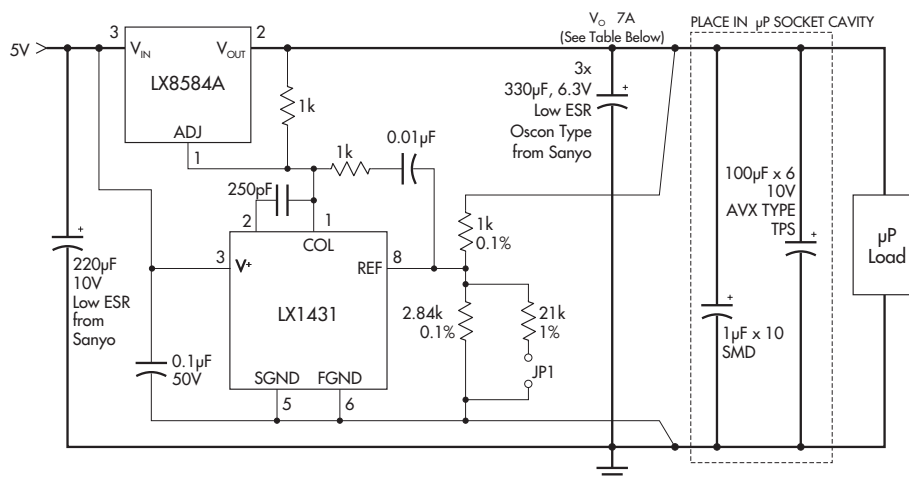 5V
3
V_IN
V_OUT
2
LX8584A
ADJ
1
1k
1k
0.01µF
250pF
2
1
COL
3
V+
REF
8
LX1431
SGND
FGND
5
6
220µF
10V
Low ESR
from
Sanyo
0.1µF
50V
1k
0.1%
2.84k
0.1%
21k
1%
JP1
V_O 7A
(See Table Below)
3x
330µF, 6.3V
Low ESR
Oscon Type
from Sanyo
PLACE IN µP SOCKET CAVITY
100µF x 6
10V
AVX TYPE
TPS
1µF x 10
SMD
µP
Load